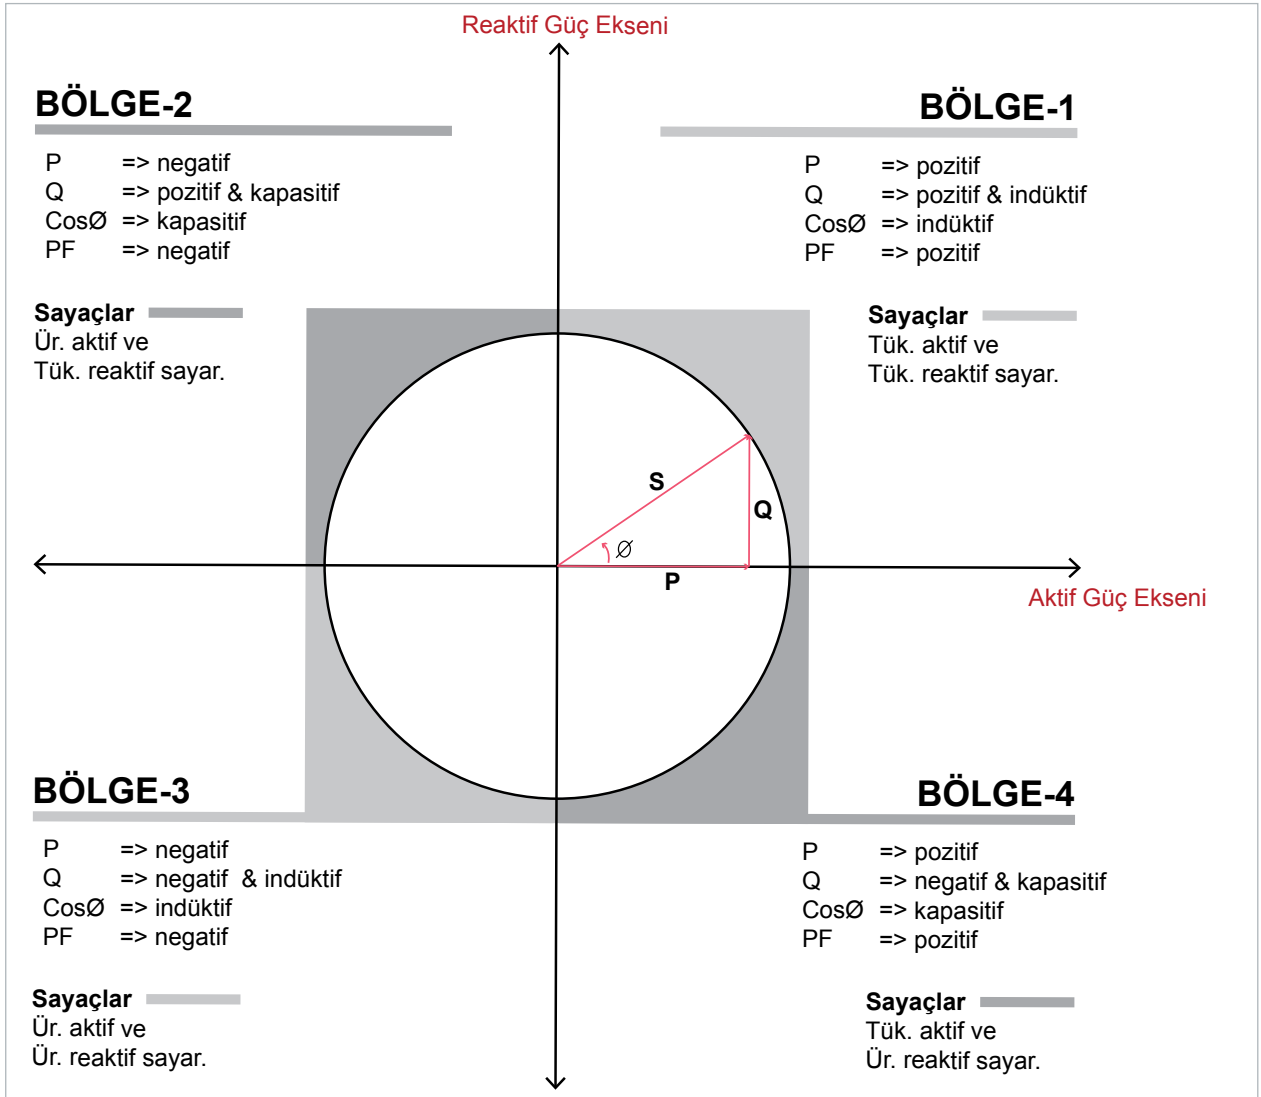 Reaktif Güç Ekseni
BÖLGE-2
P => negatif
Q => pozitif & kapasitif
CosØ => kapasitif
PF => negatif
Sayaçlar
Ür. aktif ve
Tük. reaktif sayar.
BÖLGE-1
P => pozitif
Q => pozitif & indüktif
CosØ => indüktif
PF => pozitif
Sayaçlar
Tük. aktif ve
Tük. reaktif sayar.
S
Q
Ø
P
Aktif Güç Ekseni
BÖLGE-3
P => negatif
Q => negatif & indüktif
CosØ => indüktif
PF => negatif
Sayaçlar
Ür. aktif ve
Ür. reaktif sayar.
BÖLGE-4
P => pozitif
Q => negatif & kapasitif
CosØ => kapasitif
PF => pozitif
Sayaçlar
Tük. aktif ve
Ür. reaktif sayar.